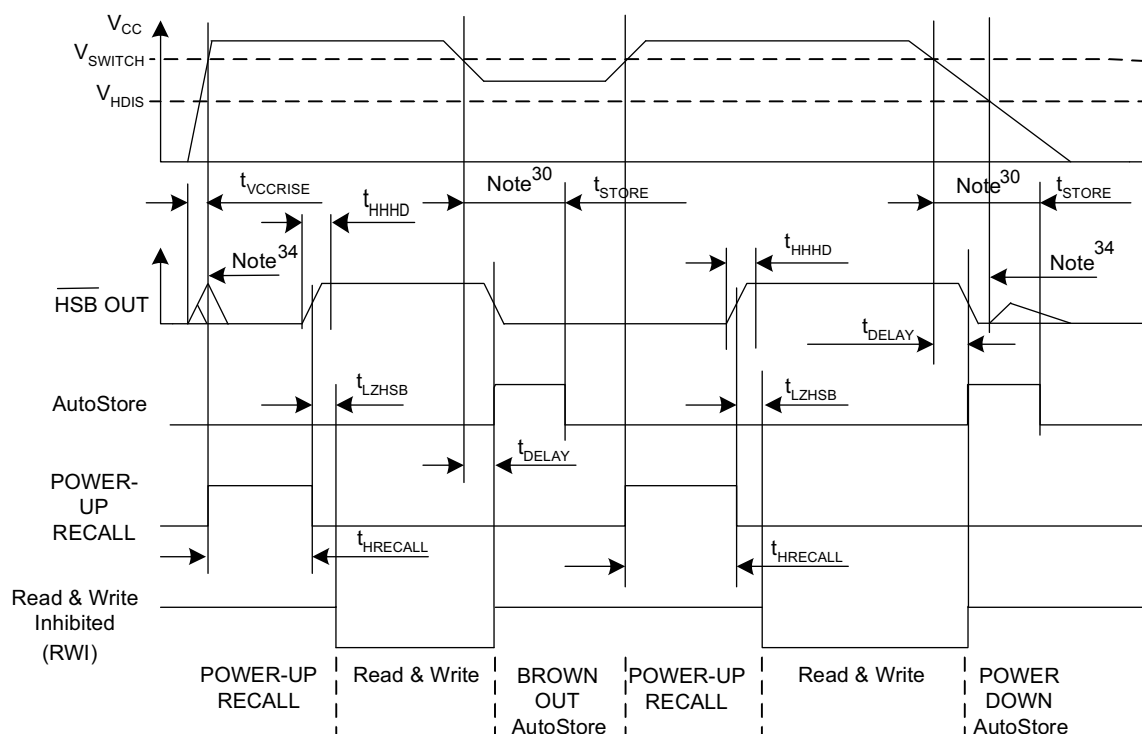 VCC
VSWITCH
VHDIS
tVCCRISE
Note30
tSTORE
Note30
tSTORE
tHHHD
tHHHD
Note34
Note34
HSB OUT
tDELAY
tLZHSB
tLZHSB
AutoStore
tDELAY
POWER-
UP
RECALL
tHRECALL
tHRECALL
Read & Write
Inhibited
(RWI)
POWER-UP
RECALL
Read & Write
BROWN
OUT
AutoStore
POWER-UP
RECALL
Read & Write
POWER
DOWN
AutoStore